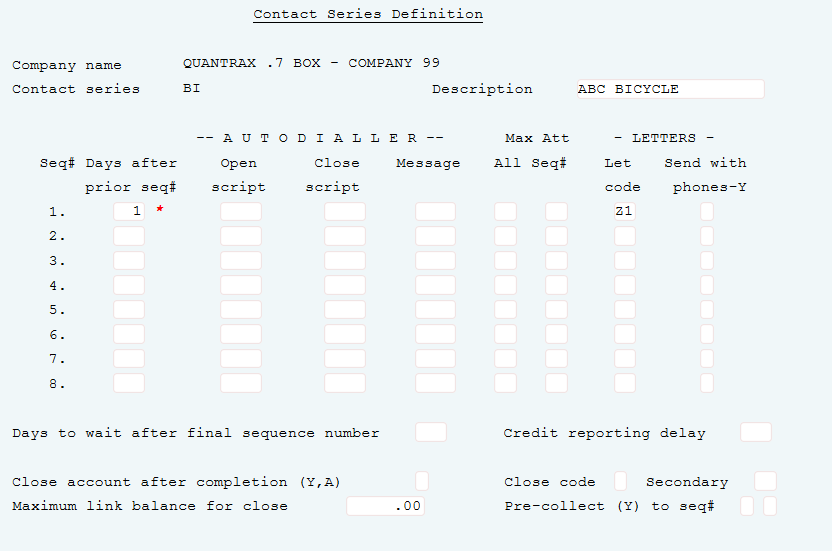 Contact Series Definition
Company name QUANTRAX .7 BOX - COMPANY 99
Contact series BI Description ABC BICYCLE
-- A U T O D I A L L E R -- Max Att - LETTERS -
Seq# Days after Open Close Message All Seq# Let Send with
prior seq# script script code phones-Y
1. 1 * Z1
2.
3.
4.
5.
6.
7.
8.
Days to wait after final sequence number Credit reporting delay
Close account after completion (Y,A) Close code Secondary
Maximum link balance for close .00 Pre-collect (Y) to seq#